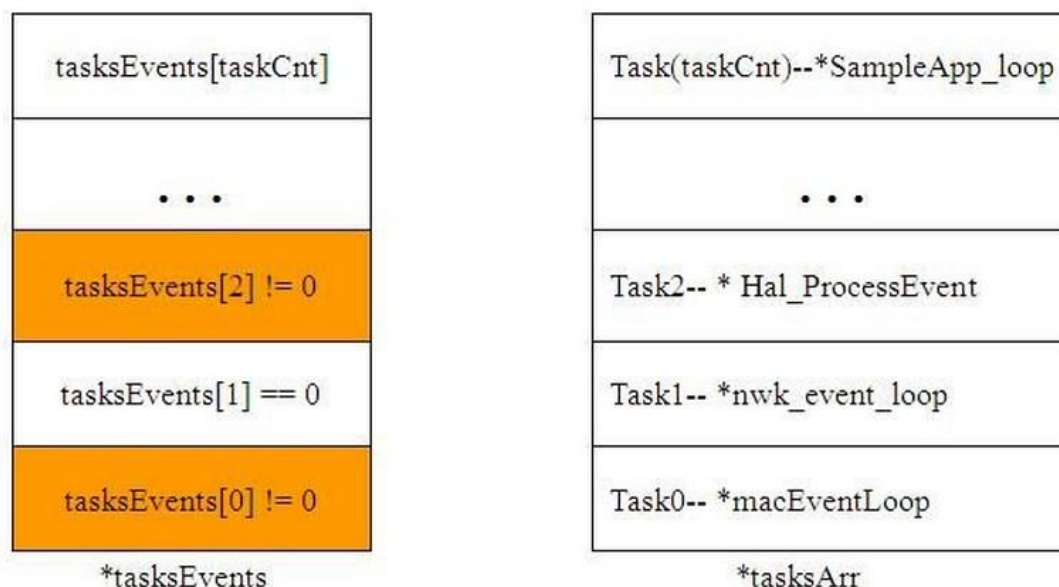 tasksEvents[taskCnt]
. . .
tasksEvents[2] != 0
tasksEvents[1] == 0
tasksEvents[0] != 0
*tasksEvents
Task(taskCnt)--*SampleApp_loop
. . .
Task2-- * Hal_ProcessEvent
Task1-- *nwk_event_loop
Task0-- *macEventLoop
*tasksArr